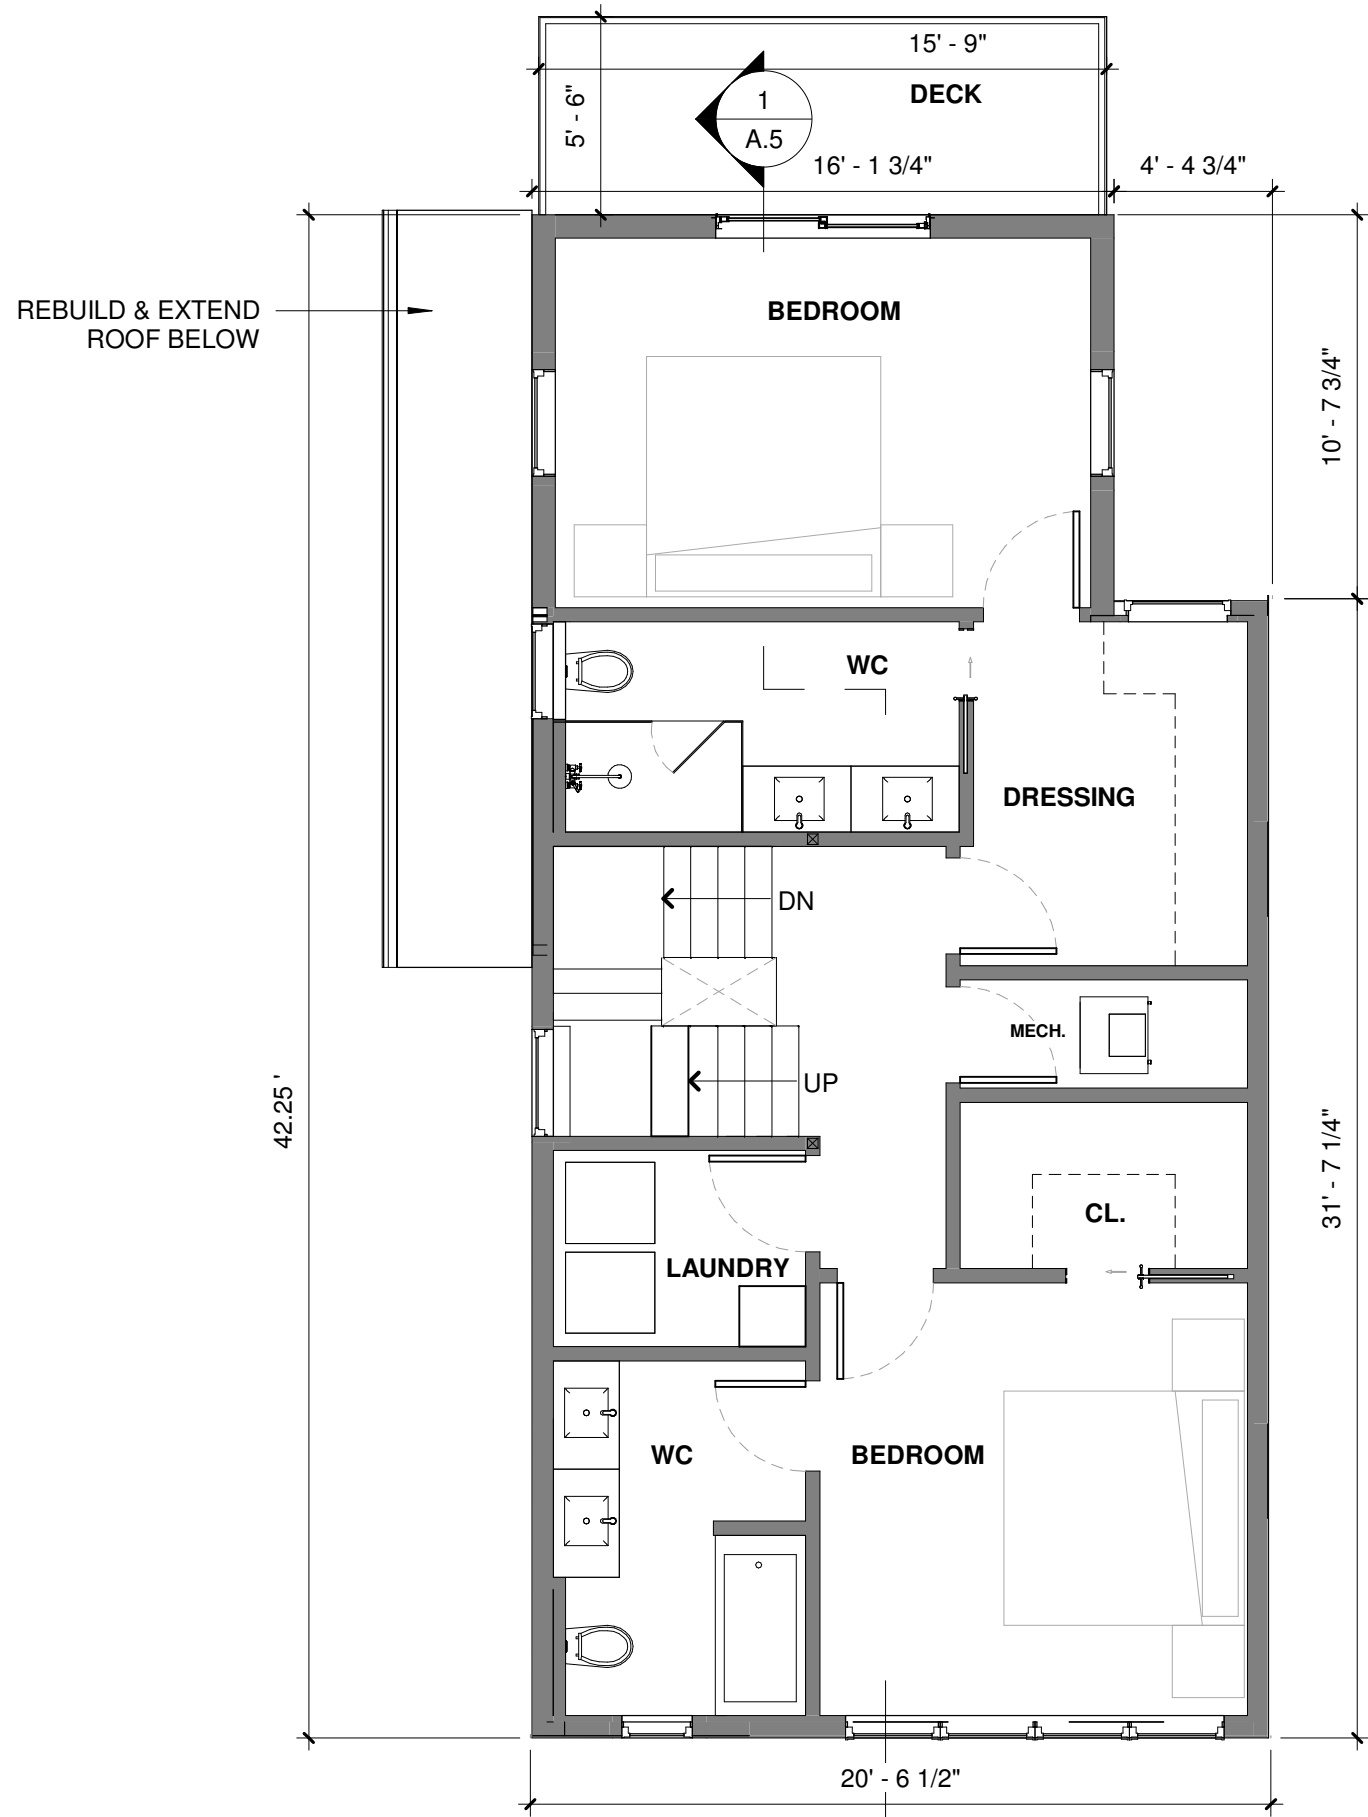 15' - 9"
DECK
5' - 6"
1
A.5
16' - 1 3/4"
4' - 4 3/4"
REBUILD & EXTEND
ROOF BELOW
BEDROOM
10' - 7 3/4"
WC
DRESSING
DN
MECH.
UP
42.25 '
31' - 7 1/4"
CL.
LAUNDRY
WC
BEDROOM
20' - 6 1/2"